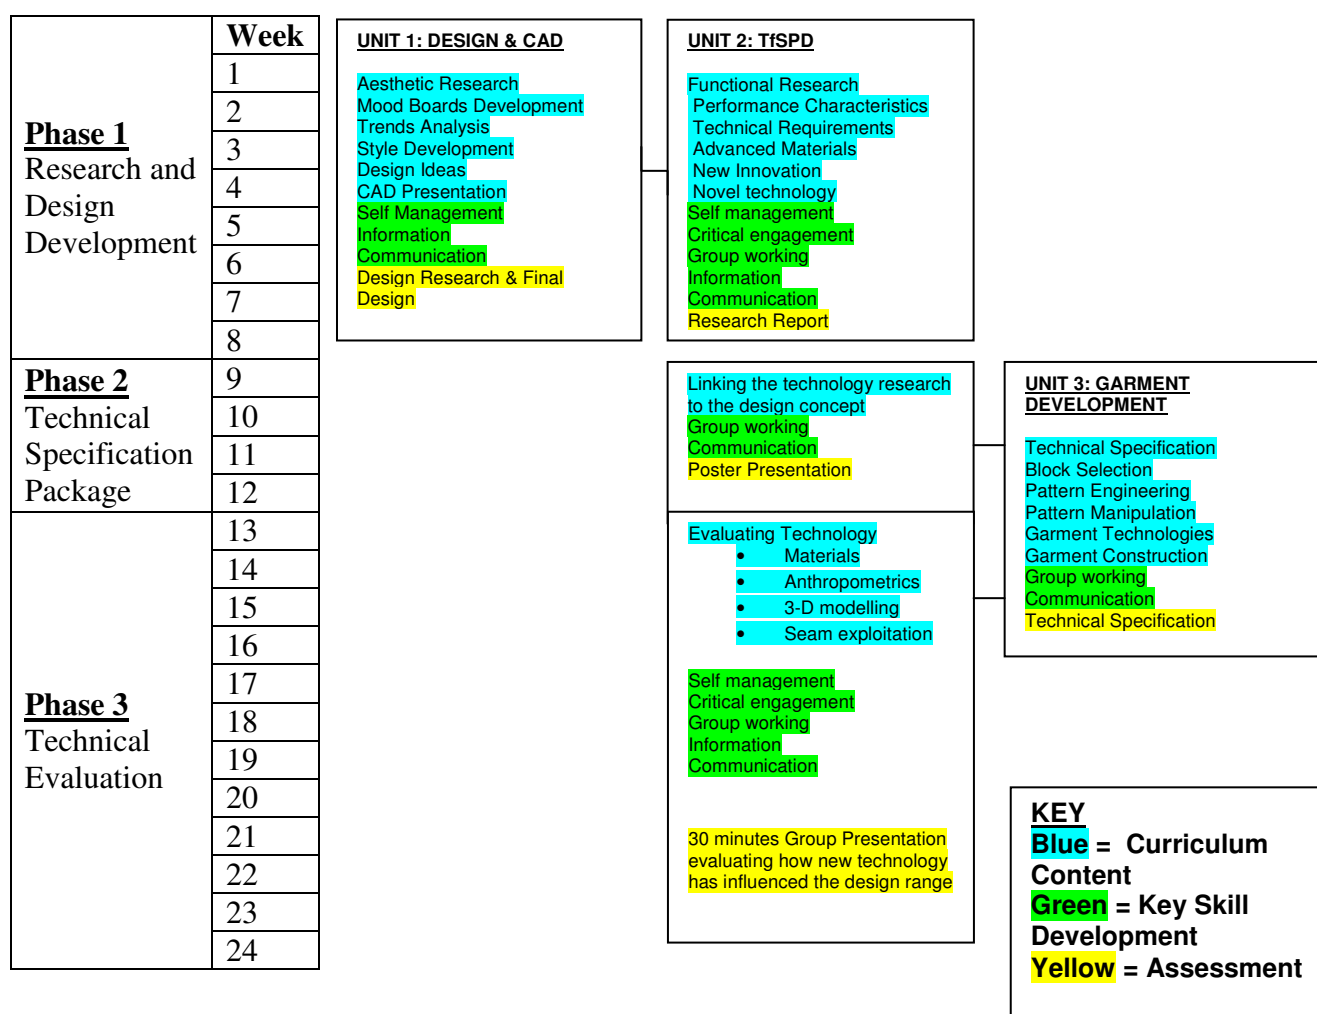 Week
Phase 1
Research and
Design
Development
1
2
3
4
5
6
7
8
Phase 2
Technical
Specification
Package
9
10
11
12
Phase 3
Technical
Evaluation
13
14
15
16
17
18
19
20
21
22
23
24
UNIT 1: DESIGN & CAD
Aesthetic Research
Mood Boards Development
Trends Analysis
Style Development
Design Ideas
CAD Presentation
Self Management
Information
Communication
Design Research & Final
Design
UNIT 2: TfSPD
Functional Research
Performance Characteristics
Technical Requirements
Advanced Materials
New Innovation
Novel technology
Self management
Critical engagement
Group working
Information
Communication
Research Report
Linking the technology research
to the design concept
Group working
Communication
Poster Presentation
Evaluating Technology
• Materials
• Anthropometrics
• 3-D modelling
• Seam exploitation
Self management
Critical engagement
Group working
Information
Communication
30 minutes Group Presentation
evaluating how new technology
has influenced the design range
UNIT 3: GARMENT
DEVELOPMENT
Technical Specification
Block Selection
Pattern Engineering
Pattern Manipulation
Garment Technologies
Garment Construction
Group working
Communication
Technical Specification
KEY
Blue = Curriculum
Content
Green = Key Skill
Development
Yellow = Assessment